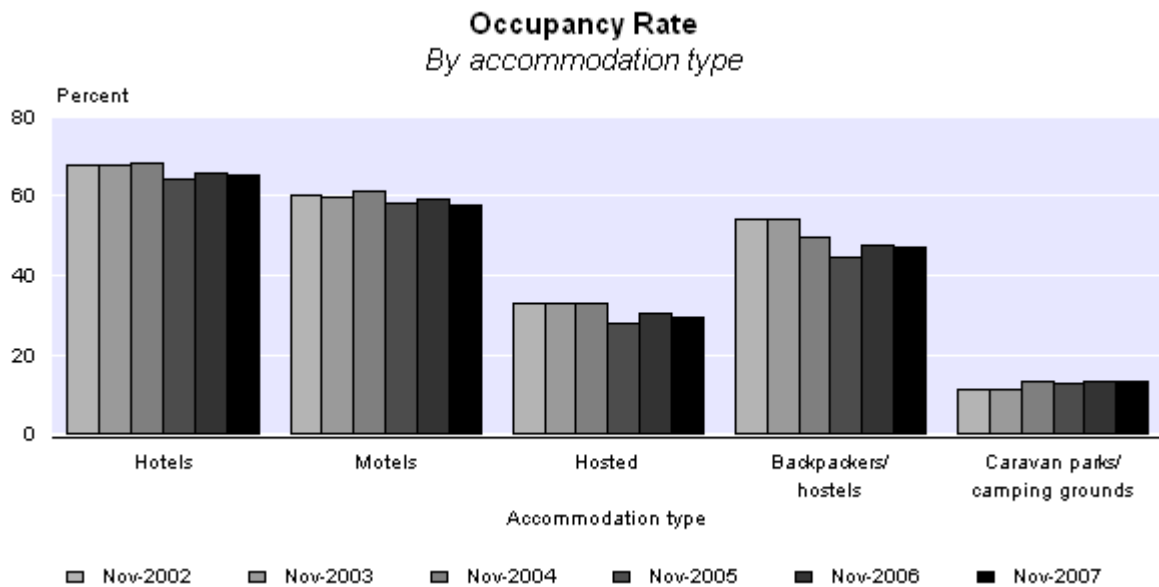 Occupancy Rate
By accommodation type
Percent
80
60
40
20
0
Hotels
Motels
Hosted
Backpackers/
hostels
Caravan parks/
camping grounds
Accommodation type
Nov-2002
Nov-2003
Nov-2004
Nov-2005
Nov-2006
Nov-2007